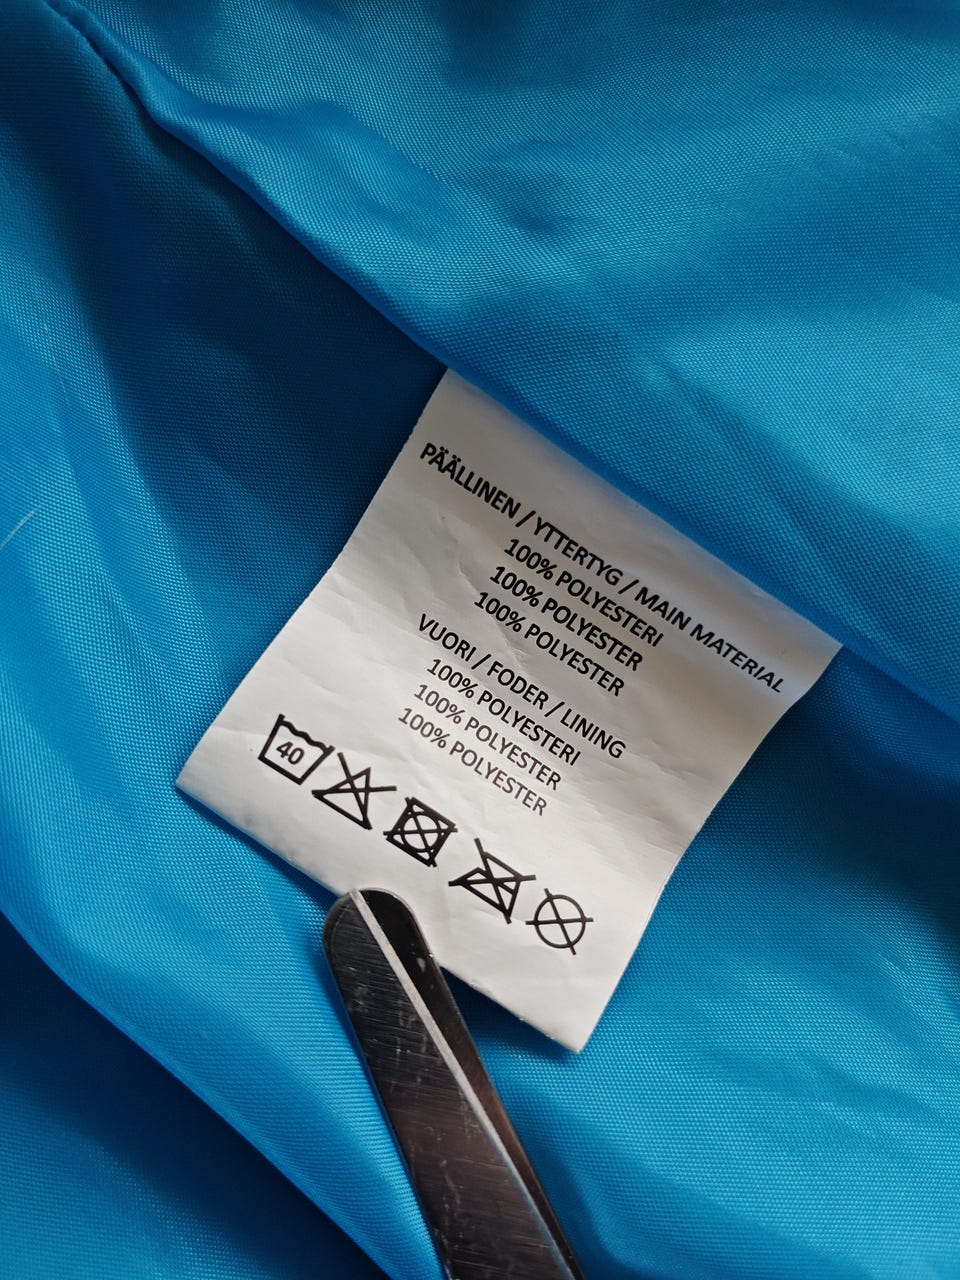 PÄÄLLINEN / YTTERTYG / MAIN MATERIAL
100% POLYESTERI
100% POLYESTER
100% POLYESTER
VUORI / FODER / LINING
100% POLYESTERI
100% POLYESTER
100% POLYESTER
40